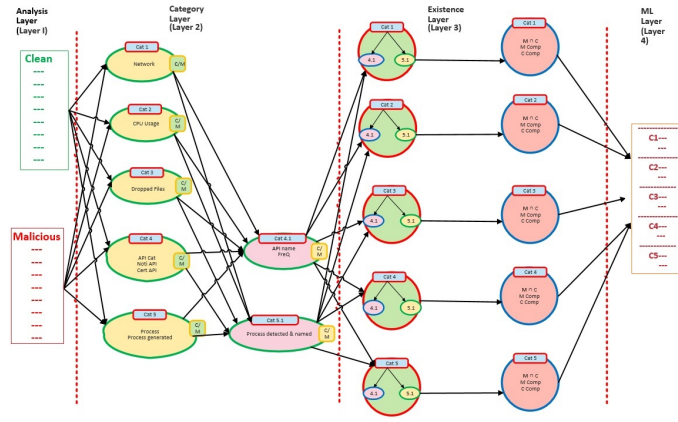 Analysis
Layer
(Layer I)
Category
Layer
(Layer 2)
Existence
Layer
(Layer 3)
ML
Layer
(Layer
4)
Clean
---
---
---
---
---
---
---
---
Malicious
---
---
---
---
---
---
---
---
Cat 1
Network
C/M
Cat 2
CPU Usage
C/
M
Cat 3
Dropped Files
C/
M
Cat 4
API Cat
Noti API
Cert API
C/
M
Cat 5
Process
Process generated
C/
M
Cat 4.1
API name
FreQ
C/
M
Cat 5.1
Process detected & named
C/
M
Cat 1
4.1
5.1
Cat 2
4.1
5.1
Cat 3
4.1
5.1
Cat 4
4.1
5.1
Cat 5
4.1
5.1
Cat 1
M ∩ C
M Comp
C Comp
Cat 2
M ∩ C
M Comp
C Comp
Cat 3
M ∩ C
M Comp
C Comp
Cat 4
M ∩ C
M Comp
C Comp
Cat 5
M ∩ C
M Comp
C Comp
C1---
---
C2---
---
C3---
---
C4---
---
C5---
---